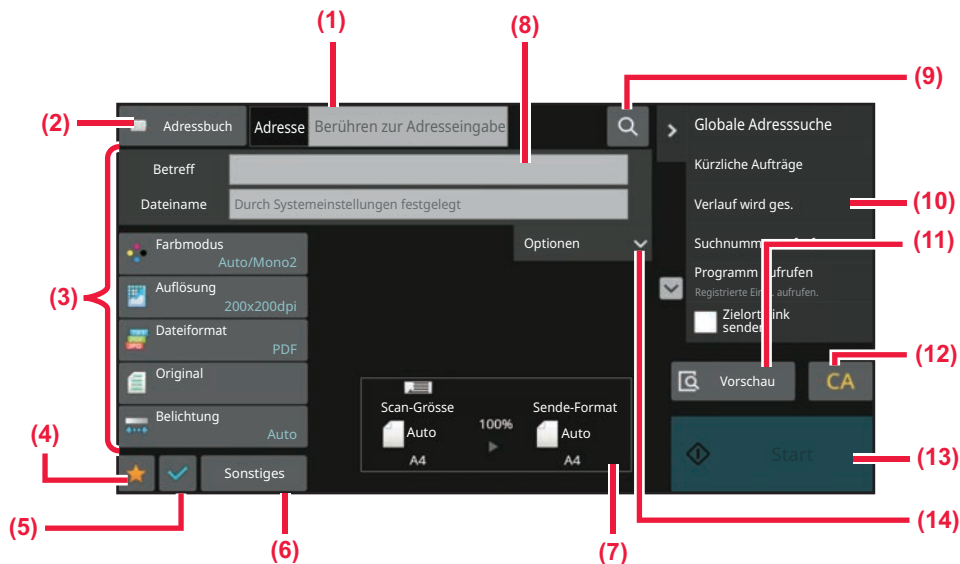 (1)
(8)
(9)
(2)
Adressbuch
Adresse
Berühren zur Adresseingabe
Globale Adresssuche
Betreff
Kürzliche Aufträge
Dateiname
Durch Systemeinstellungen festgelegt
Verlauf wird ges.
(10)
(3)
Farbmodus
Auto/Mono2
Optionen
(11)
Programm
Registrierte
aufrufen.
Auflösung
200x200dpi
Dateiformat
PDF
Zielort
(12)
Original
Vorschau
CA
Belichtung
Auto
Scan-Grösse
Auto
A4
100%
Sende-Format
Auto
A4
(4)
Sonstiges
Start
(13)
(5)
(6)
(7)
(14)